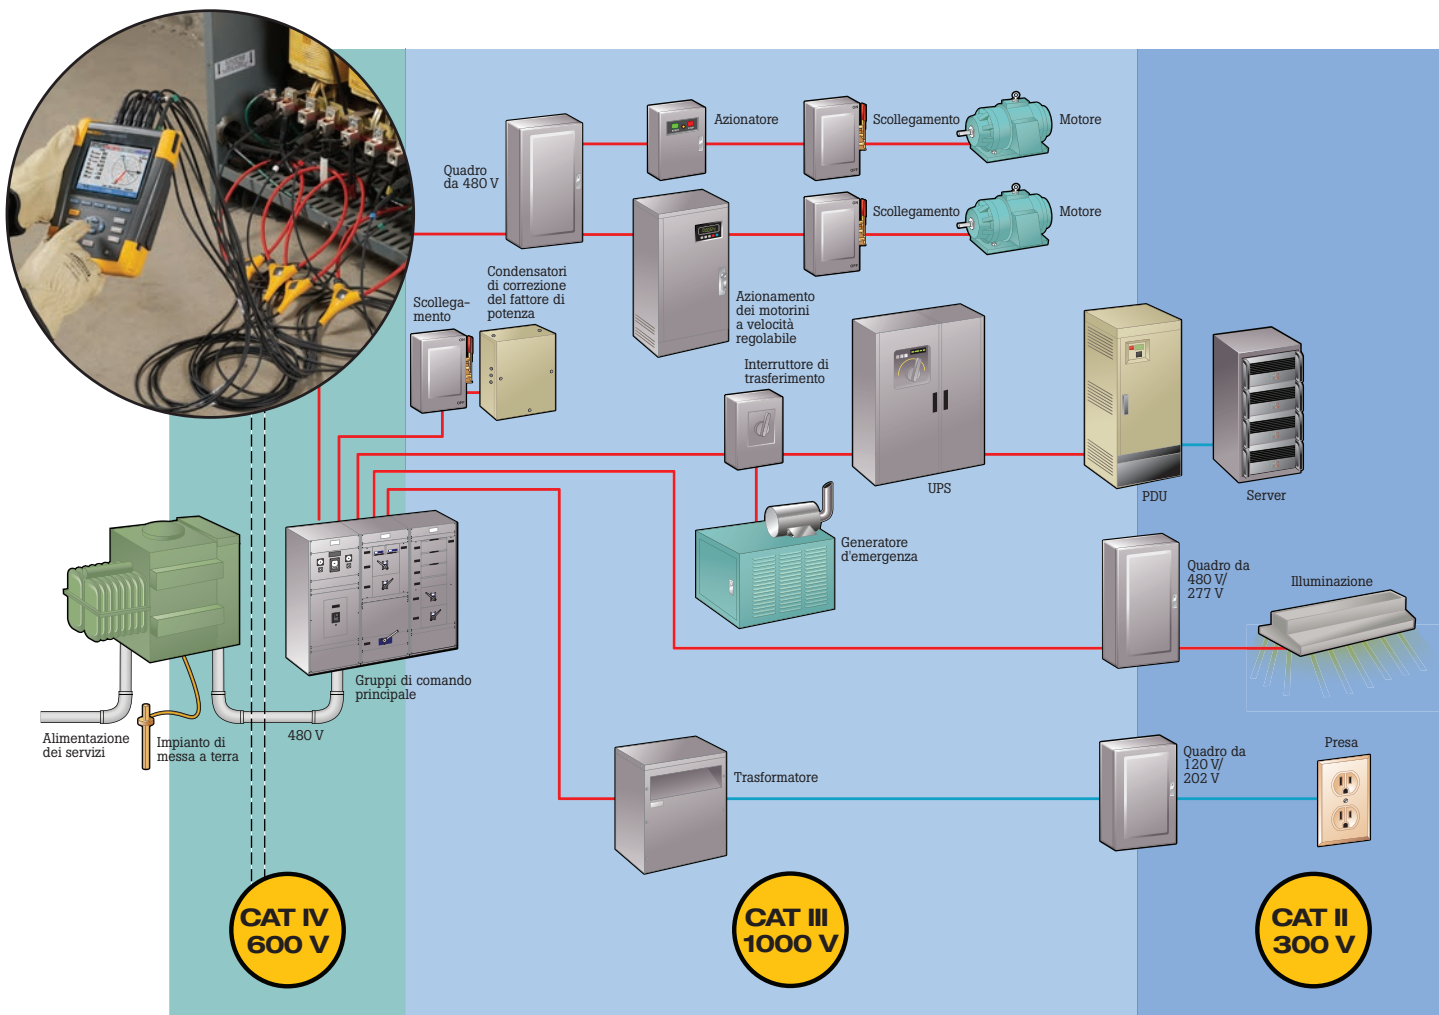 Quadro
da 480 V
Azionatore
Scollegamento
Motore
Scollegamento
Motore
Condensatori
di correzione
del fattore di
potenza
Scollega-
mento
Azionamento
dei motorini
a velocità
regolabile
Interruttore di
trasferimento
UPS
PDU
Server
Generatore
d'emergenza
Quadro da
480 V/
277 V
Illuminazione
Gruppi di comando
principale
480 V
Alimentazione
dei servizi
Impianto di
messa a terra
Trasformatore
Quadro da
120 V/
202 V
Presa
CAT IV
600 V
CAT III
1000 V
CAT II
300 V